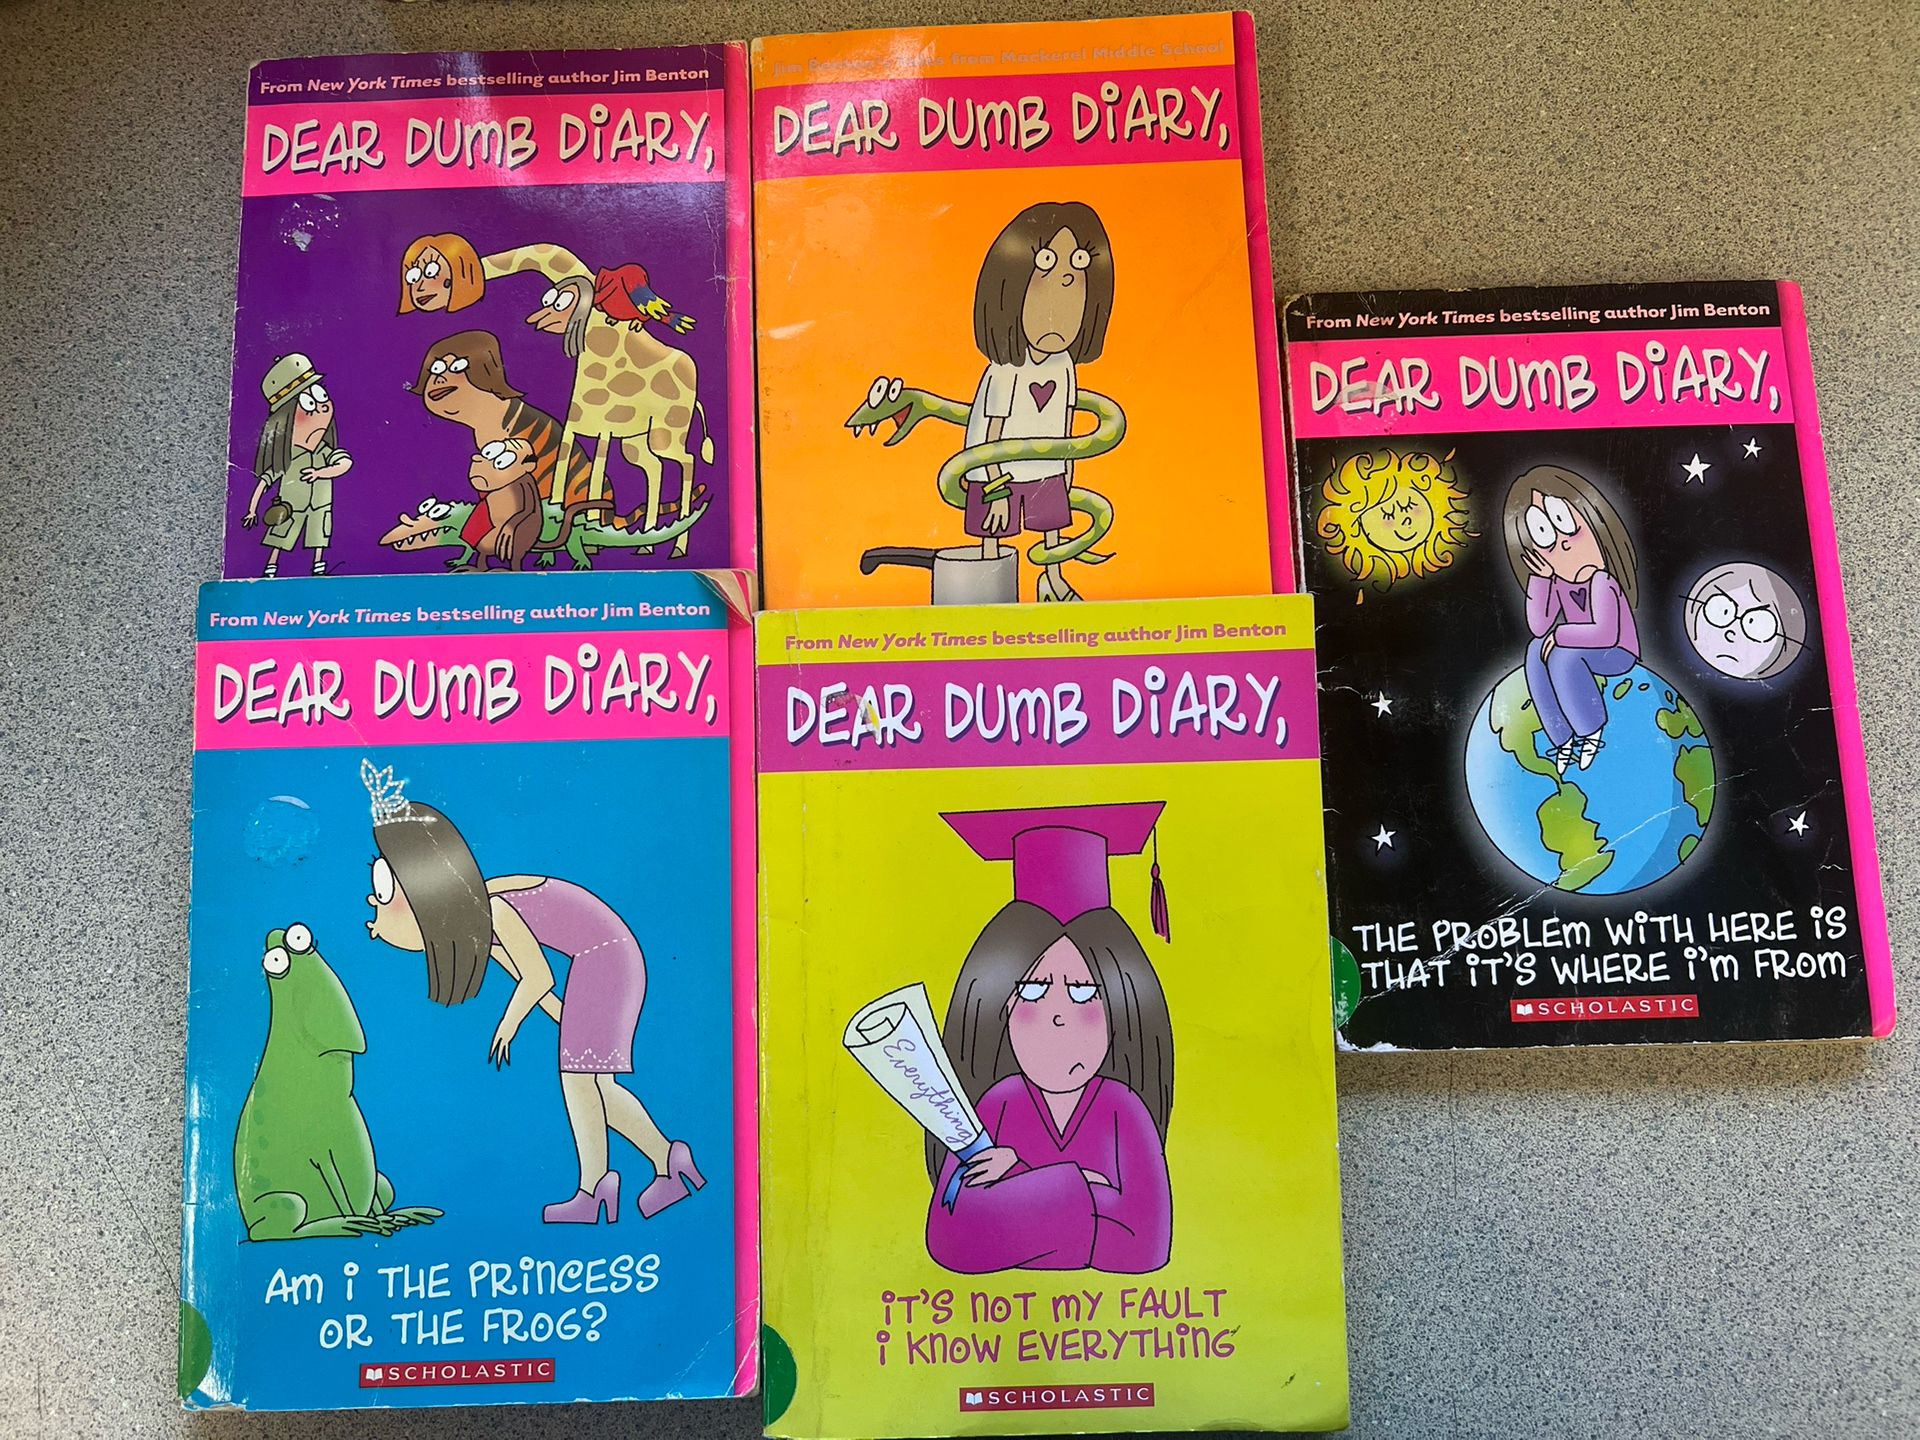 From New York Times bestselling author Jim Benton
DEAR DUMB DIARY,
Jim Benton's Tales from Mackerel Middle School
DEAR DUMB DIARY,
From New York Times bestselling author Jim Benton
DEAR DUMB DIARY,
THE PROBLEM WITH HERE IS
THAT IT'S WHERE I'M FROM
SCHOLASTIC
From New York Times bestselling author Jim Benton
DEAR DUMB DIARY,
AM I THE PRINCESS
OR THE FROG?
SCHOLASTIC
From New York Times bestselling author Jim Benton
DEAR DUMB DIARY,
Everything
IT'S NOT MY FAULT
I KNOW EVERYTHING
SCHOLASTIC